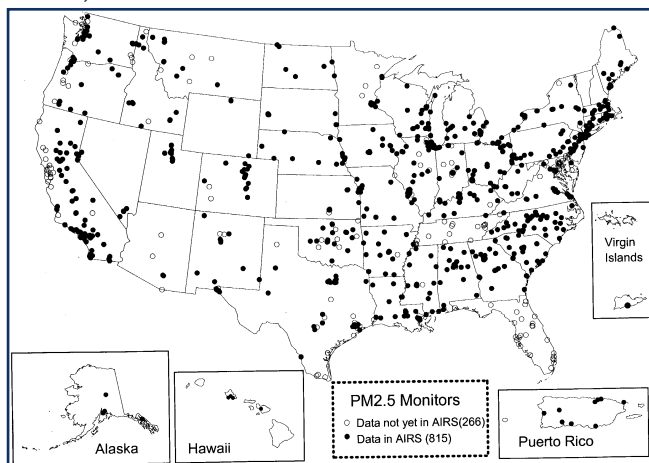 Virgin
Islands
Alaska
Hawaii
PM2.5 Monitors
Data not yet in AIRS(266)
Data in AIRS (815)
Puerto Rico